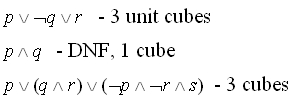 p ∨ ¬q ∨ r - 3 unit cubes
p ∧ q - DNF, 1 cube
p ∨ (q ∧ r) ∨ (¬p ∧ ¬r ∧ s) - 3 cubes